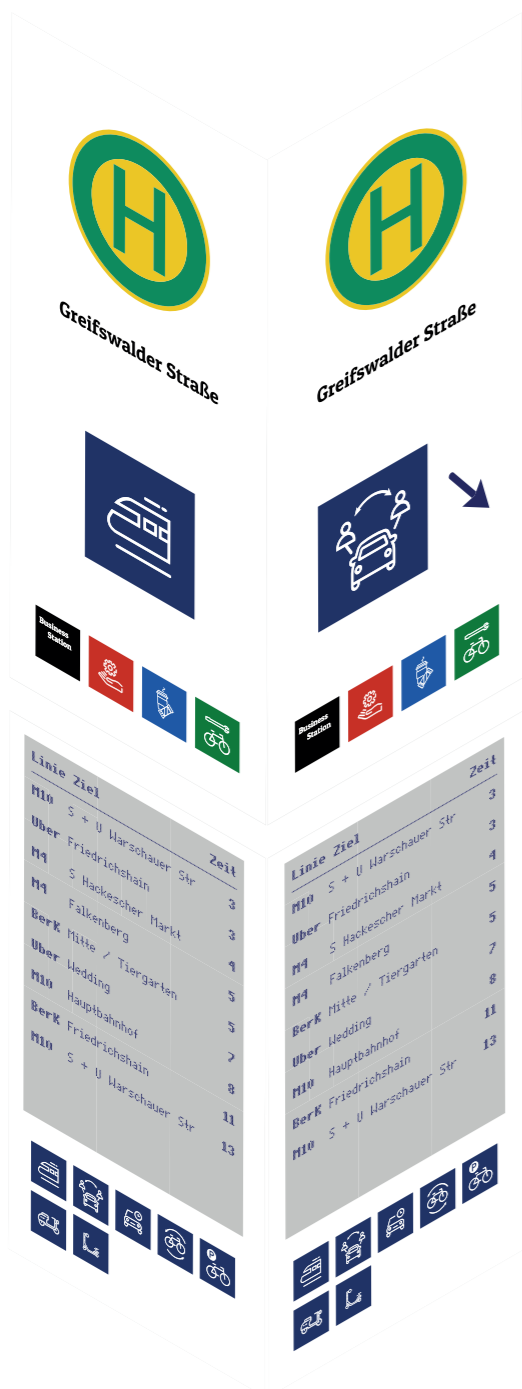 H
Greifswalder Straße
Business
Station
Linie Ziel Zeit
M10 S + U Warschauer Str 3
Uber Friedrichshain 3
M4 S Hackescher Markt 4
M4 Falkenberg 5
BerK Mitte / Tiergarten 5
Uber Wedding 7
M10 Hauptbahnhof 8
BerK Friedrichshain 11
M10 S + U Warschauer Str 13
P
H
Greifswalder Straße
Business
Station
Linie Ziel Zeit
M10 S + U Warschauer Str 3
Uber Friedrichshain 3
M4 S Hackescher Markt 4
M4 Falkenberg 5
BerK Mitte / Tiergarten 5
Uber Wedding 7
M10 Hauptbahnhof 8
BerK Friedrichshain 11
M10 S + U Warschauer Str 13
P